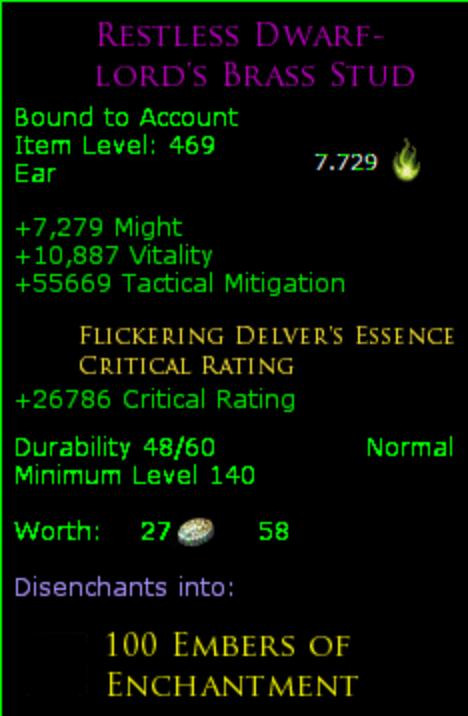 Restless Dwarf-
lord's Brass Stud
Bound to Account
Item Level: 469
Ear
7.729
+7,279 Might
+10,887 Vitality
+55669 Tactical Mitigation
Flickering Delver's Essence
Critical Rating
+26786 Critical Rating
Durability 48/60 Normal
Minimum Level 140
Worth: 27 58
Disenchants into:
100 Embers of
Enchantment